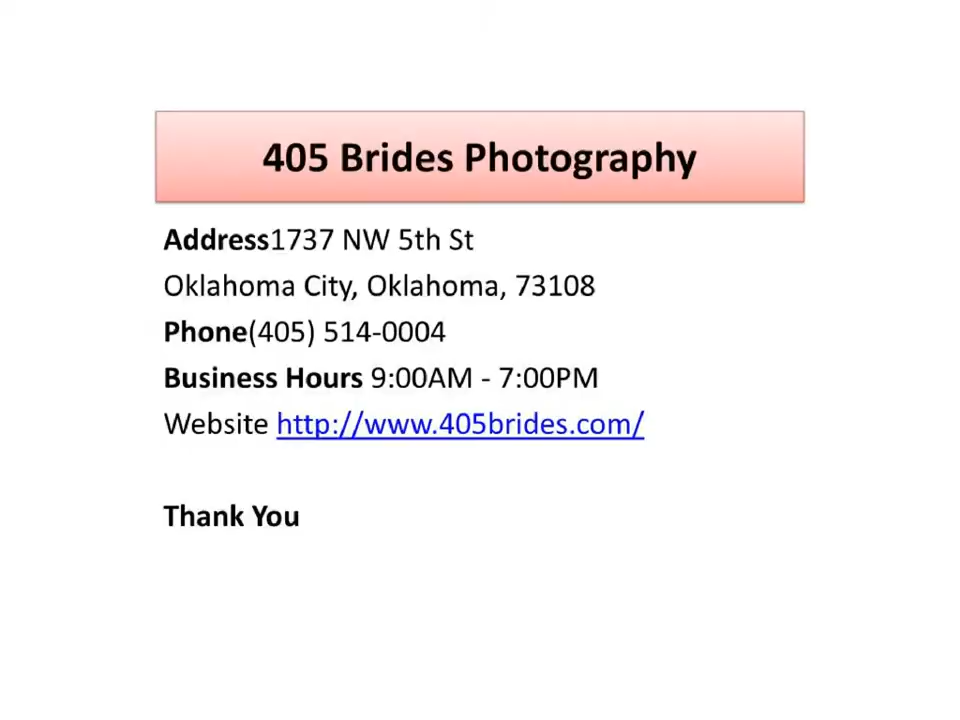 405 Brides Photography
Address1737 NW 5th St
Oklahoma City, Oklahoma, 73108
Phone(405) 514-0004
Business Hours 9:00AM - 7:00PM
Website http://www.405brides.com/
Thank You